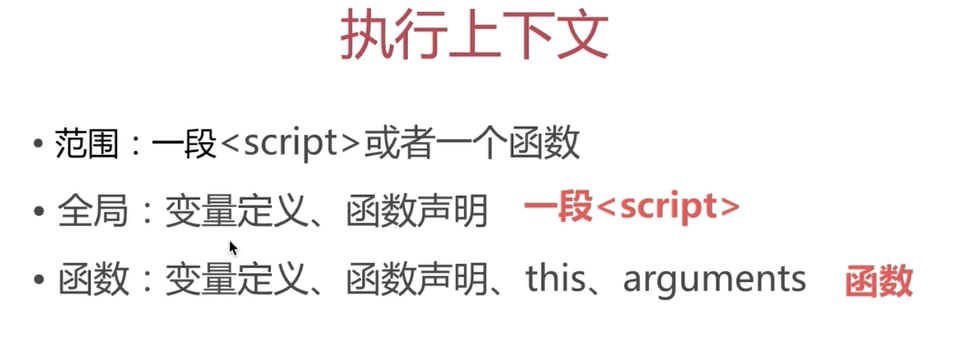 执行上下文
• 范围：一段<script>或者一个函数
• 全局：变量定义、函数声明 一段<script>
• 函数：变量定义、函数声明、this、arguments 函数